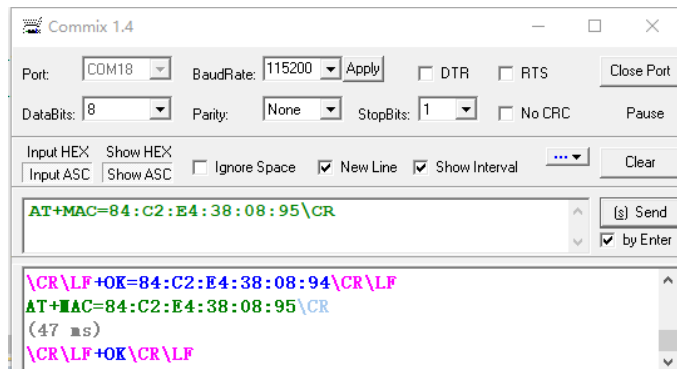 Commix 1.4
Port: COM18 BaudRate: 115200 Apply DTR RTS Close Port
DataBits: 8 Parity: None StopBits: 1 No CRC Pause
Input HEX Show HEX
Input ASC Show ASC Ignore Space New Line Show Interval ... Clear
AT+MAC=84:C2:E4:38:08:95\CR (s) Send
by Enter
\CR\LF+OK=84:C2:E4:38:08:94\CR\LF
AT+MAC=84:C2:E4:38:08:95\CR
(47 ms)
\CR\LF+OK\CR\LF